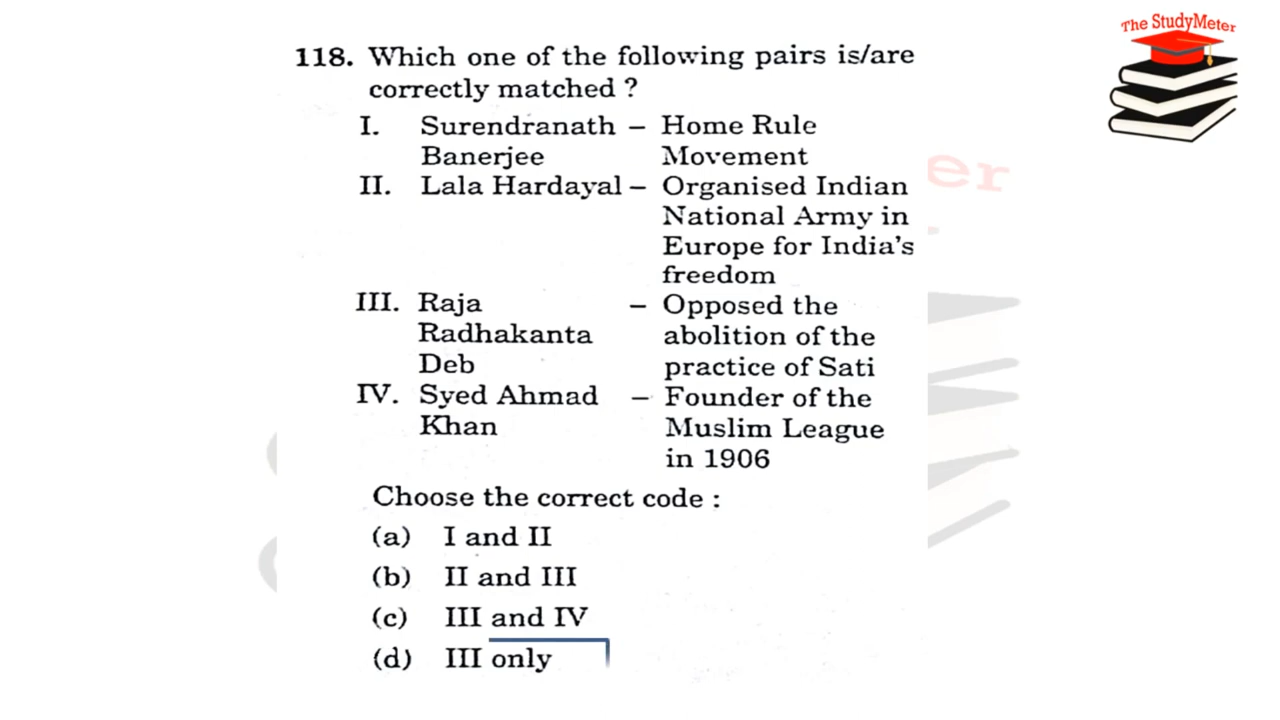 The StudyMeter
118. Which one of the following pairs is/are
correctly matched ?
I. Surendranath – Home Rule
Banerjee Movement
II. Lala Hardayal – Organised Indian
National Army in
Europe for India's
freedom
III. Raja – Opposed the
Radhakanta abolition of the
Deb practice of Sati
IV. Syed Ahmad – Founder of the
Khan Muslim League
in 1906
Choose the correct code :
(a) I and II
(b) II and III
(c) III and IV
(d) III only
er